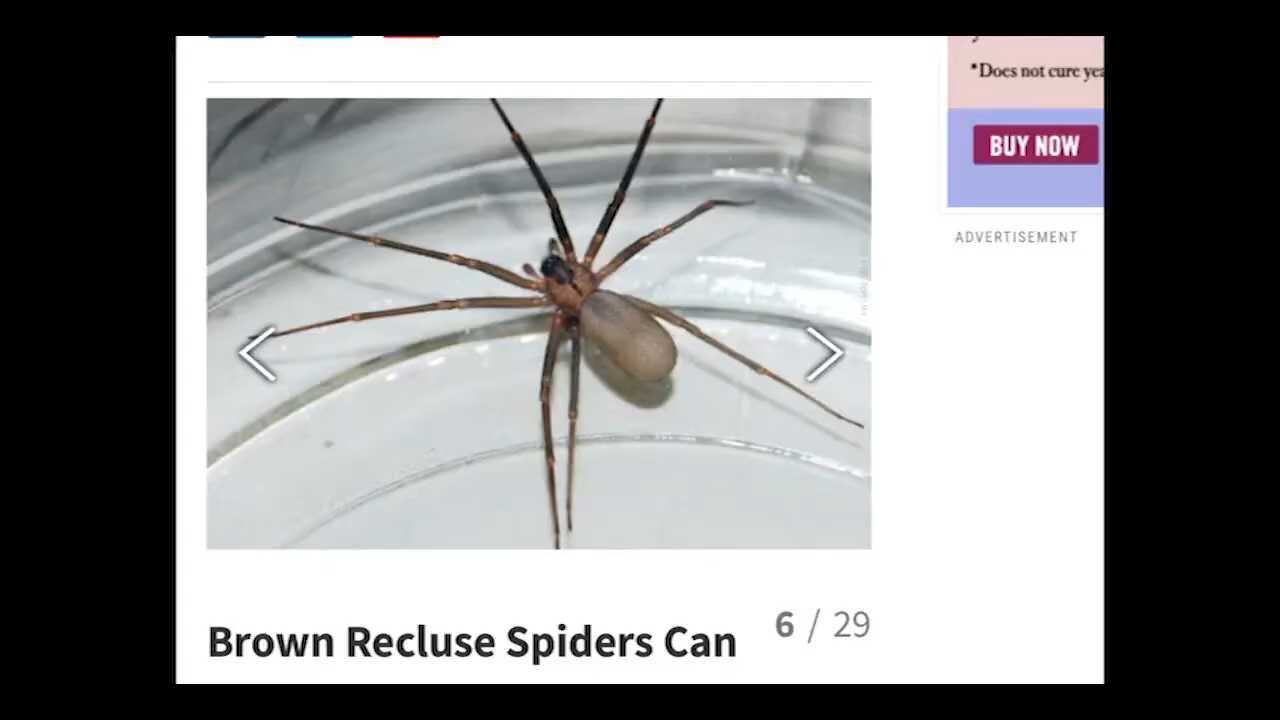 *Does not cure yea
BUY NOW
ADVERTISEMENT
6 / 29
Brown Recluse Spiders Can